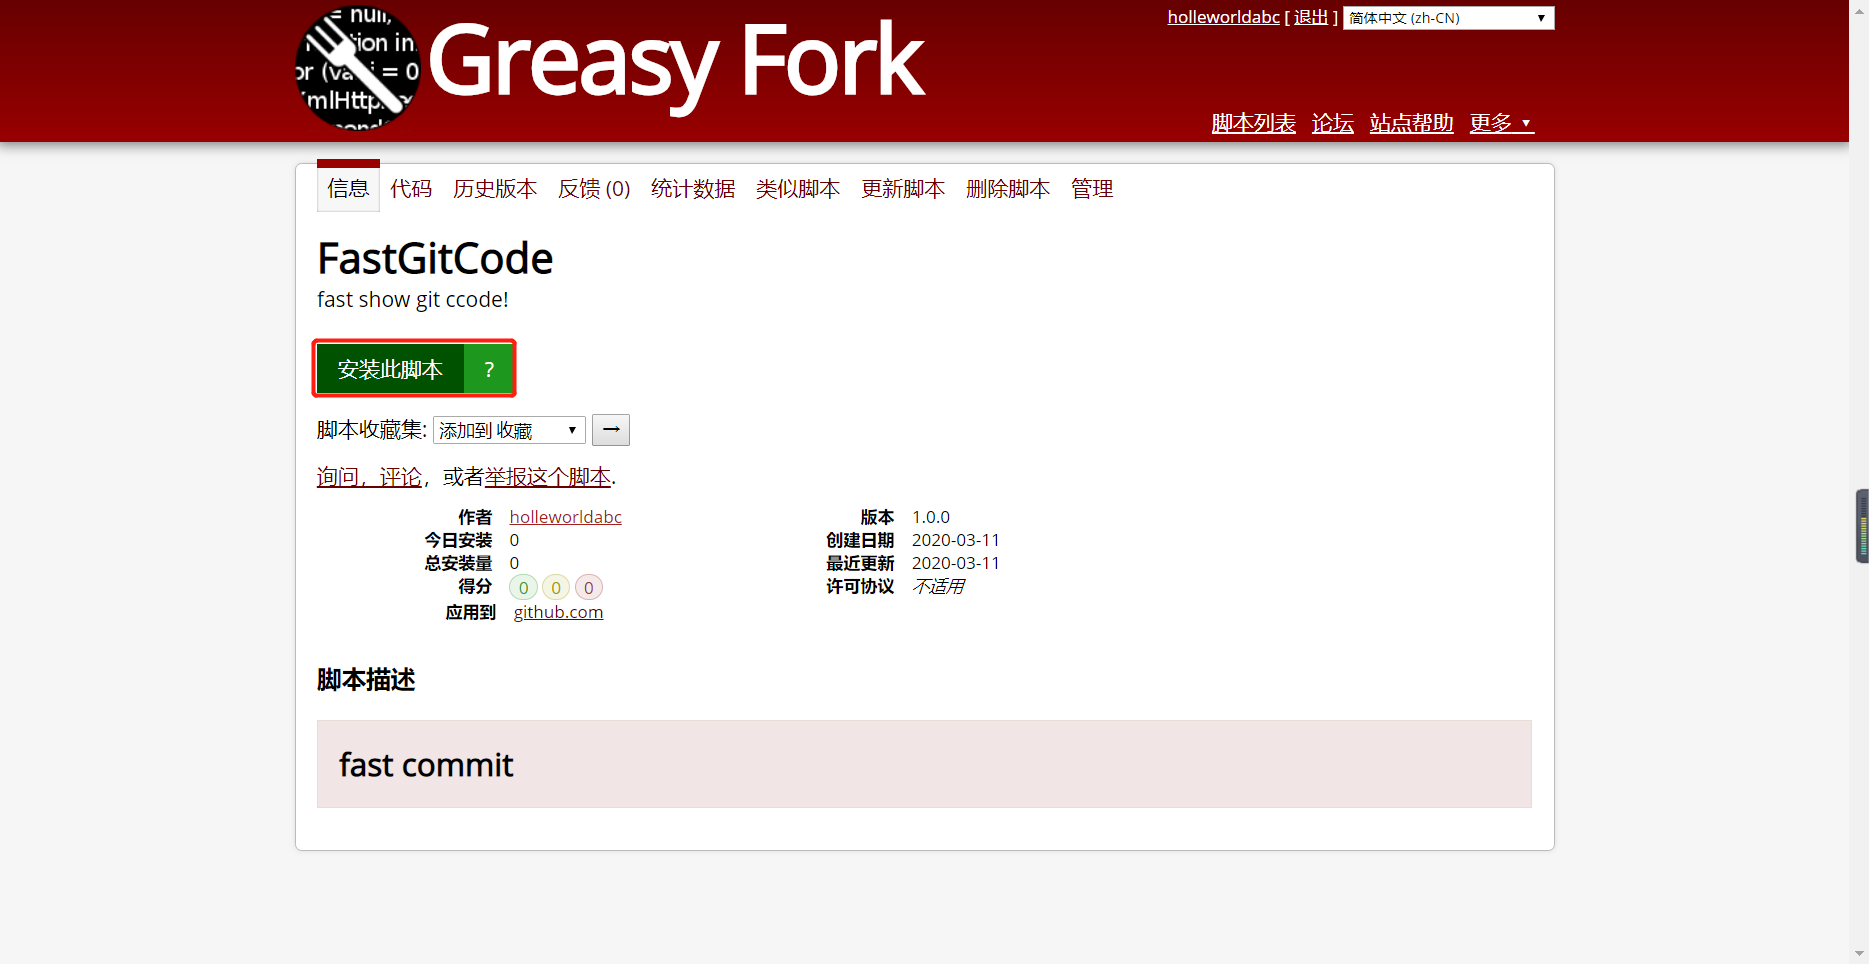 = null,
tion in
or (va  i = 0
mlHttp
Greasy Fork
holleworldabc [ 退出 ] 简体中文 (zh-CN) ▼
脚本列表 论坛 站点帮助 更多 ▼
信息 代码 历史版本 反馈 (0) 统计数据 类似脚本 更新脚本 删除脚本 管理
FastGitCode
fast show git ccode!
安装此脚本 ?
脚本收藏集: 添加到 收藏 ▼ →
询问，评论，或者举报这个脚本.
作者 holleworldabc 版本 1.0.0
今日安装 0 创建日期 2020-03-11
总安装量 0 最近更新 2020-03-11
得分 0 0 0 许可协议 不适用
应用到 github.com
脚本描述
fast commit